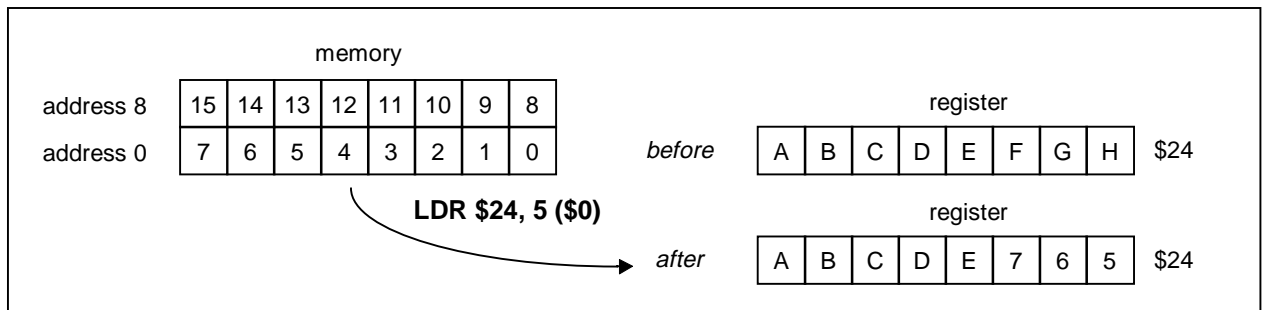 memory
address 8 15 14 13 12 11 10 9 8
register
address 0 7 6 5 4 3 2 1 0
before A B C D E F G H $24
LDR $24, 5 ($0)
register
after A B C D E 7 6 5 $24